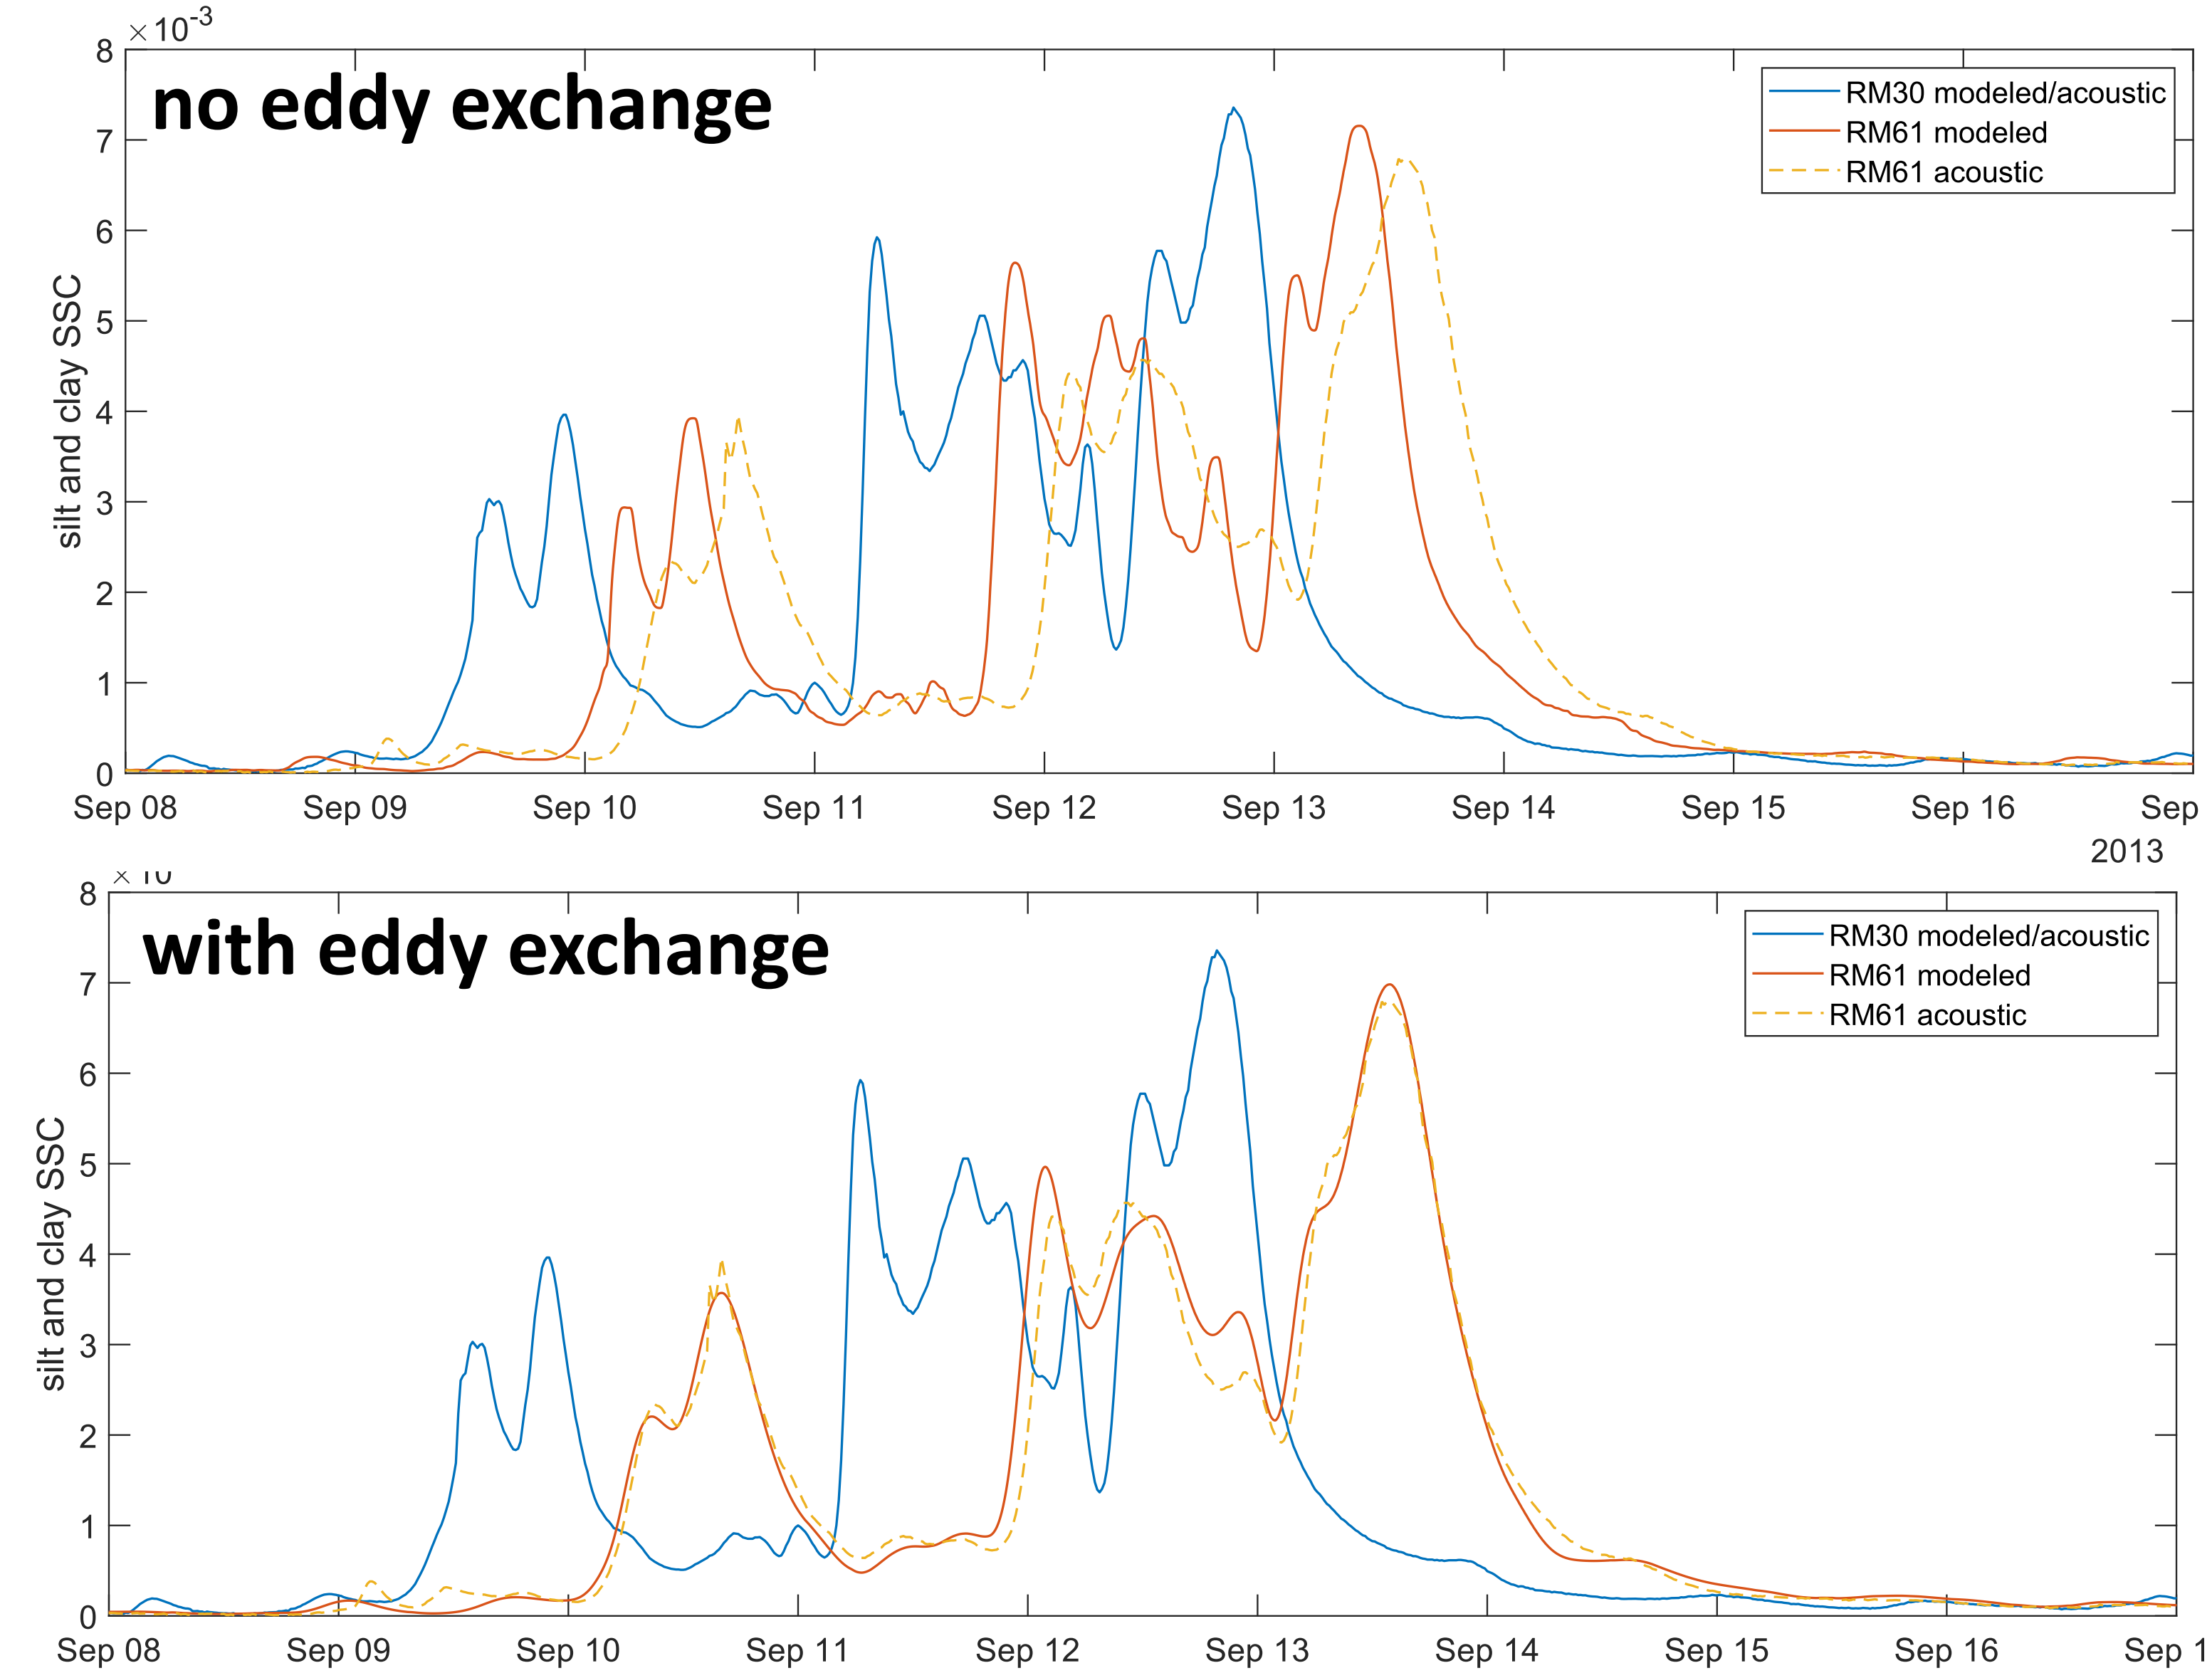 × 10-3
8
no eddy exchange
RM30 modeled/acoustic
RM61 modeled
RM61 acoustic
7
6
5
4
3
2
1
0
silt and clay SSC
Sep 08 Sep 09 Sep 10 Sep 11 Sep 12 Sep 13 Sep 14 Sep 15 Sep 16 Sep
2013
× 10
8
with eddy exchange
RM30 modeled/acoustic
RM61 modeled
RM61 acoustic
7
6
5
4
3
2
1
0
silt and clay SSC
Sep 08 Sep 09 Sep 10 Sep 11 Sep 12 Sep 13 Sep 14 Sep 15 Sep 16 Sep 1